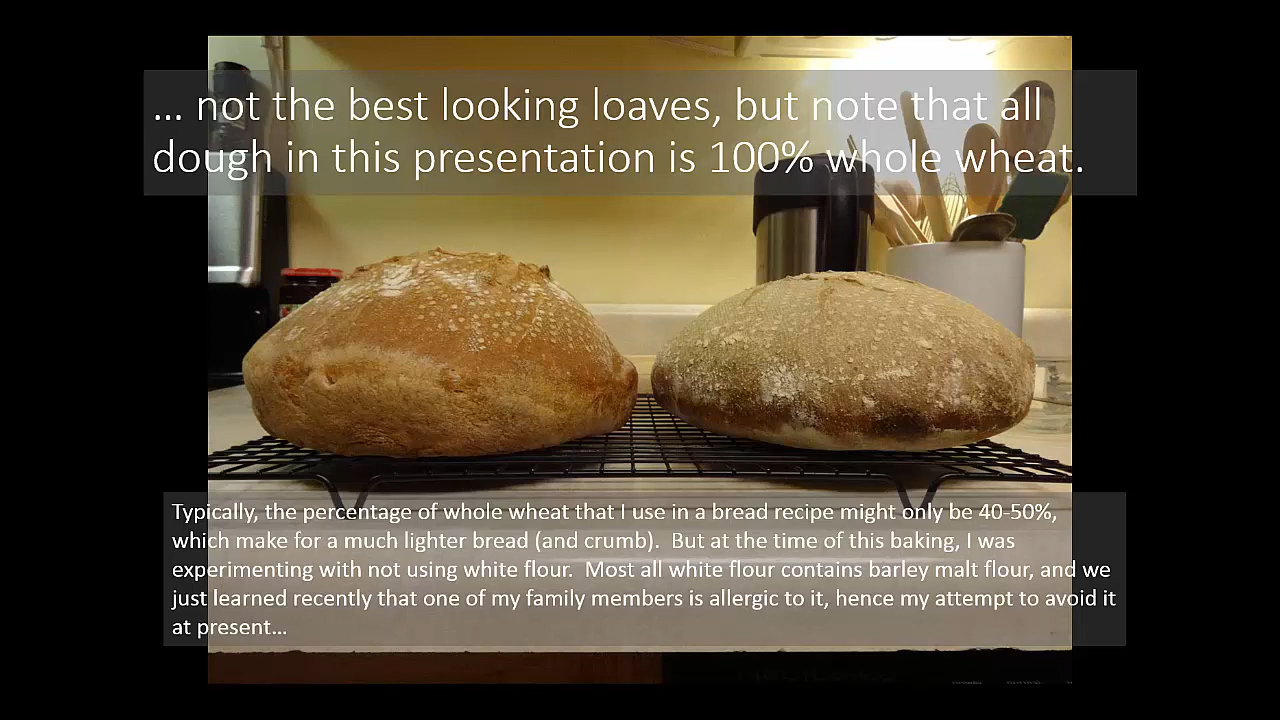 ... not the best looking loaves, but note that all
dough in this presentation is 100% whole wheat.
Typically, the percentage of whole wheat that I use in a bread recipe might only be 40-50%,
which make for a much lighter bread (and crumb).  But at the time of this baking, I was
experimenting with not using white flour.  Most all white flour contains barley malt flour, and we
just learned recently that one of my family members is allergic to it, hence my attempt to avoid it
at present...